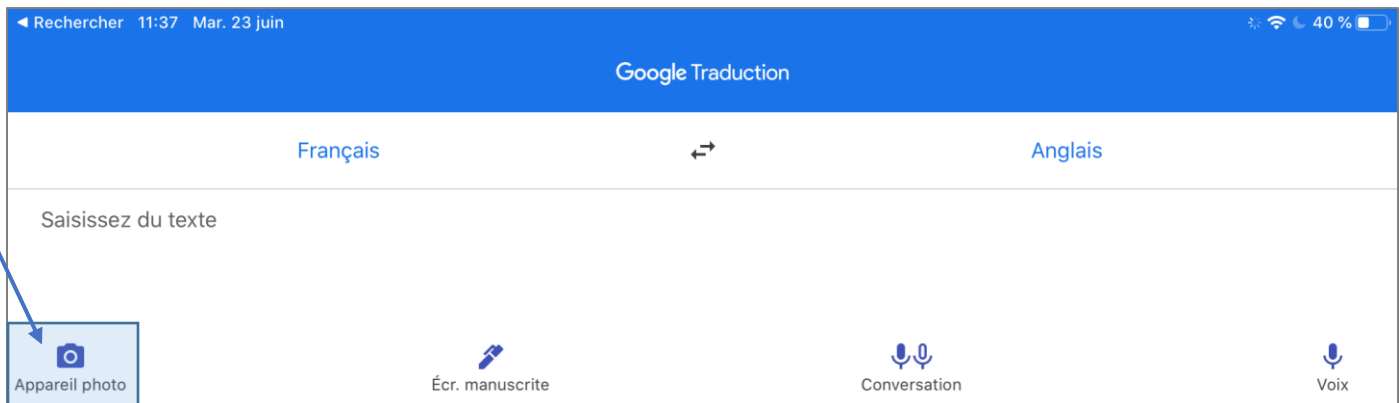 ◀ Rechercher 11:37 Mar. 23 juin 40 %
Google Traduction
Français Anglais
Saisissez du texte
Appareil photo Écr. manuscrite Conversation Voix